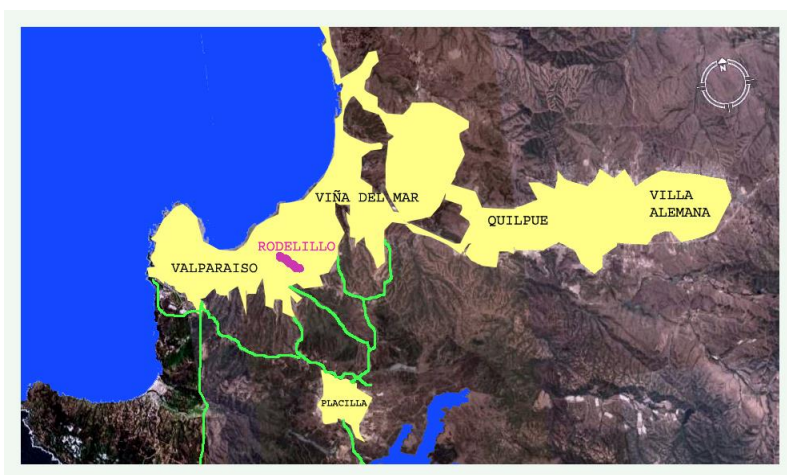 N
VIÑA DEL MAR
VILLA
ALEMANA
QUILPUE
RODELILLO
VALPARAISO
PLACILLA